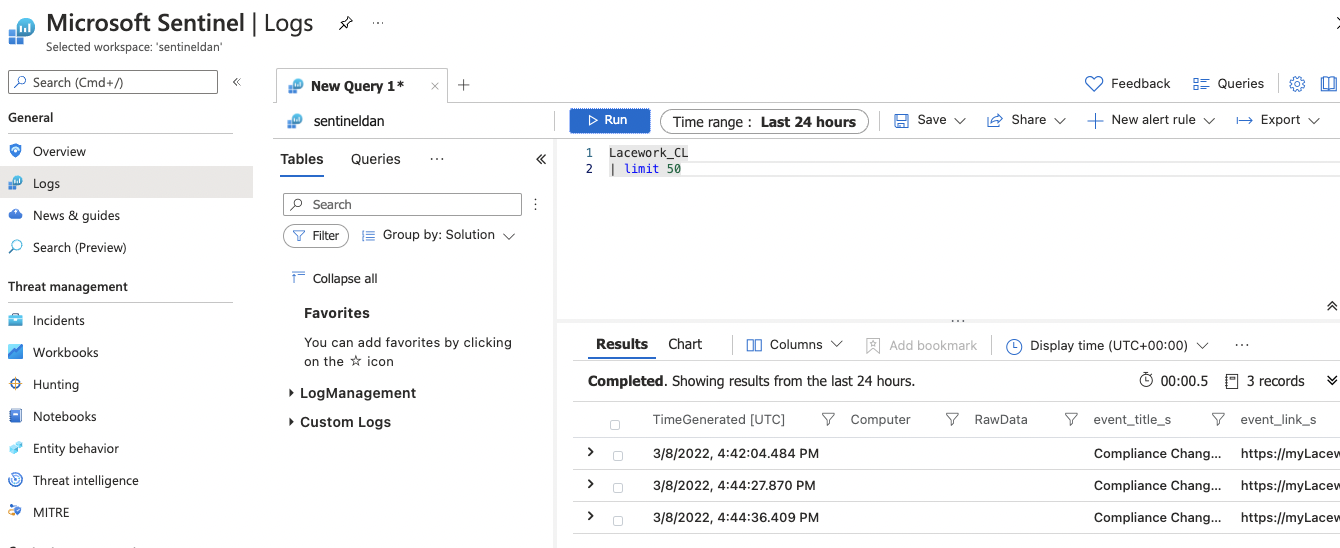 Microsoft Sentinel | Logs
Selected workspace: 'sentineldan'
Search (Cmd+/)
General
Overview
Logs
News & guides
Search (Preview)
Threat management
Incidents
Workbooks
Hunting
Notebooks
Entity behavior
Threat intelligence
MITRE
New Query 1*
Feedback
Queries
sentineldan
Run
Time range : Last 24 hours
Save
Share
New alert rule
Export
Tables Queries
Search
Filter
Group by: Solution
Collapse all
Favorites
You can add favorites by clicking
on the ☆ icon
LogManagement
Custom Logs
1 Lacework_CL
2 | limit 50
Results Chart Columns Add bookmark Display time (UTC+00:00)
Completed. Showing results from the last 24 hours. 00:00.5 3 records
TimeGenerated [UTC] Computer RawData event_title_s event_link_s
3/8/2022, 4:42:04.484 PM Compliance Chang... https://myLacew
3/8/2022, 4:44:27.870 PM Compliance Chang... https://myLacew
3/8/2022, 4:44:36.409 PM Compliance Chang... https://myLacew